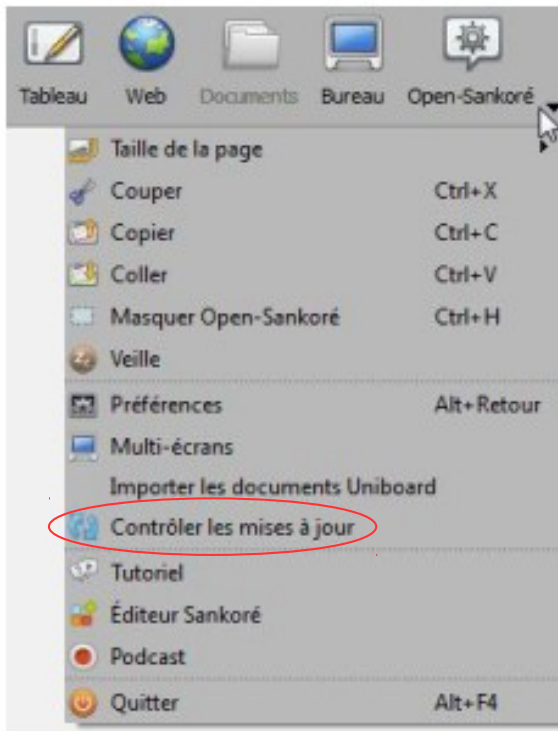 Tableau Web Documents Bureau Open-Sankoré
Taille de la page
Couper Ctrl+X
Copier Ctrl+C
Coller Ctrl+V
Masquer Open-Sankoré Ctrl+H
Veille
Préférences Alt+Retour
Multi-écrans
Importer les documents Uniboard
Contrôler les mises à jour
Tutoriel
Éditeur Sankoré
Podcast
Quitter Alt+F4